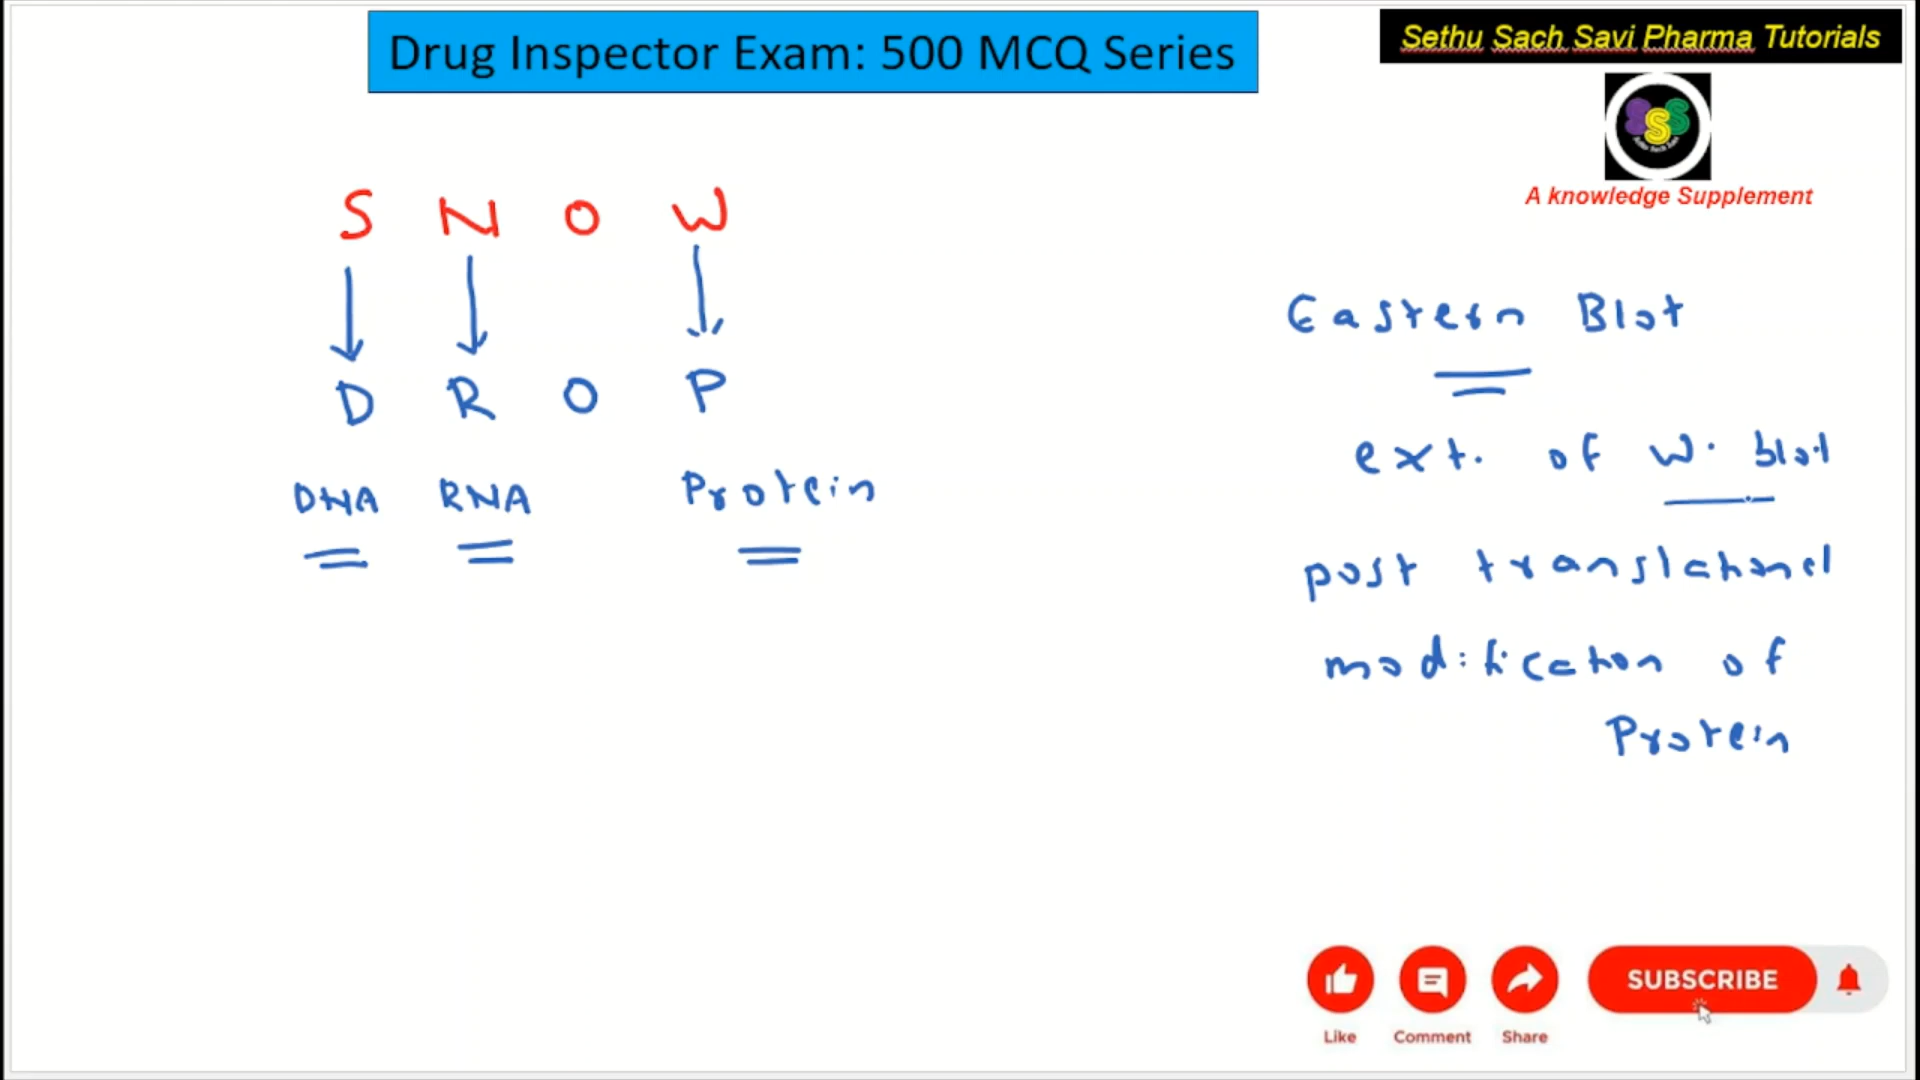 Drug Inspector Exam: 500 MCQ Series
Sethu Sach Savi Pharma Tutorials
SSS
A knowledge Supplement
S N O W
D R O P
DNA RNA Protein
Eastern Blot
ext. of W. blot
post translational
modification of
Protein
SUBSCRIBE
Like Comment Share